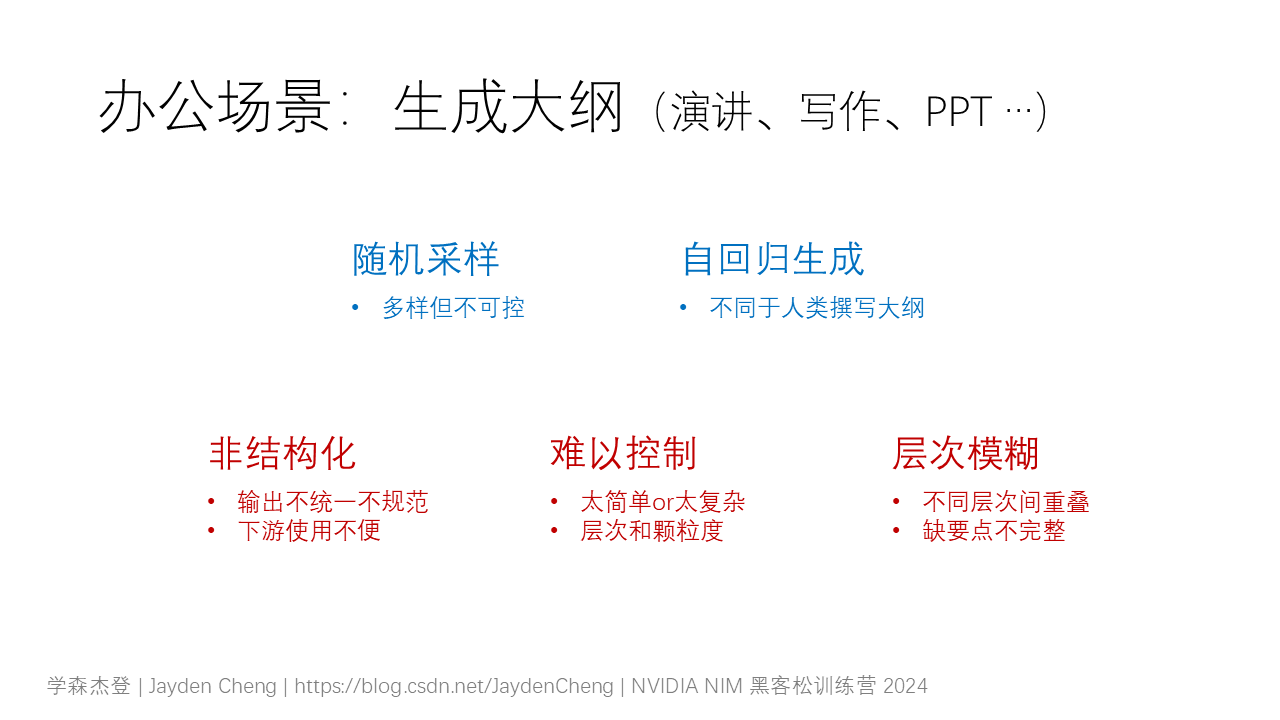 办公场景：生成大纲（演讲、写作、PPT …）
随机采样
• 多样但不可控
自回归生成
• 不同于人类撰写大纲
非结构化
• 输出不统一不规范
• 下游使用不便
难以控制
• 太简单or太复杂
• 层次和颗粒度
层次模糊
• 不同层次间重叠
• 缺要点不完整
学森杰登 | Jayden Cheng | https://blog.csdn.net/JaydenCheng | NVIDIA NIM 黑客松训练营 2024